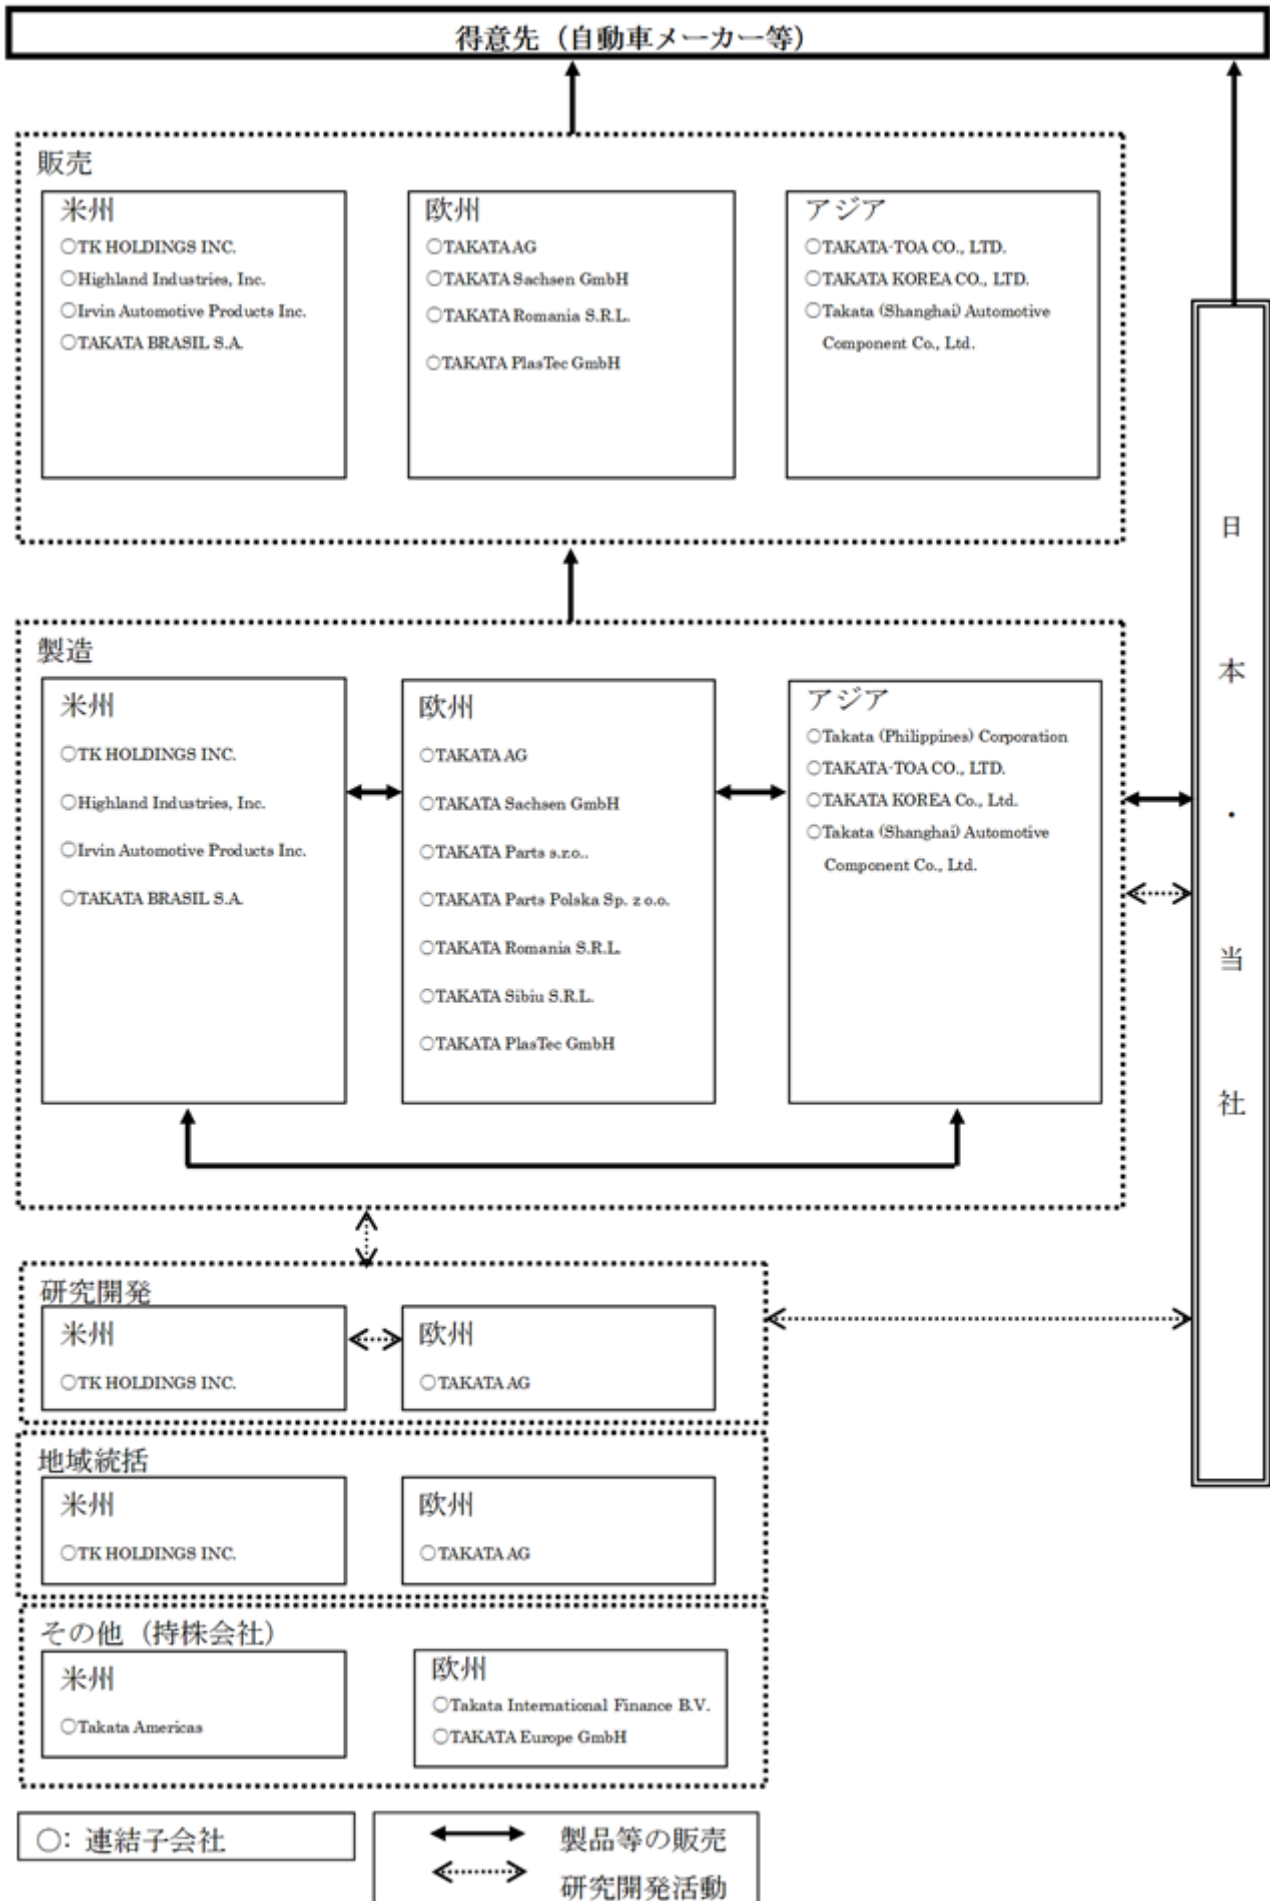 得意先（自動車メーカー等）
販売
米州
○TK HOLDINGS INC.
○Highland Industries, Inc.
○Irvin Automotive Products Inc.
○TAKATA BRASIL S.A.
欧州
○TAKATA AG
○TAKATA Sachsen GmbH
○TAKATA Romania S.R.L.
○TAKATA PlasTec GmbH
アジア
○TAKATA-TOA CO., LTD.
○TAKATA KOREA CO., LTD.
○Takata (Shanghai) Automotive
Component Co., Ltd.
製造
米州
○TK HOLDINGS INC.
○Highland Industries, Inc.
○Irvin Automotive Products Inc.
○TAKATA BRASIL S.A.
欧州
○TAKATA AG
○TAKATA Sachsen GmbH
○TAKATA Parts s.r.o..
○TAKATA Parts Polska Sp. z o.o.
○TAKATA Romania S.R.L.
○TAKATA Sibiu S.R.L.
○TAKATA PlasTec GmbH
アジア
○Takata (Philippines) Corporation
○TAKATA-TOA CO., LTD.
○TAKATA KOREA Co., Ltd.
○Takata (Shanghai) Automotive
Component Co., Ltd.
日本・当社
研究開発
米州
○TK HOLDINGS INC.
欧州
○TAKATA AG
地域統括
米州
○TK HOLDINGS INC.
欧州
○TAKATA AG
その他（持株会社）
米州
○Takata Americas
欧州
○Takata International Finance B.V.
○TAKATA Europe GmbH
○: 連結子会社
製品等の販売
研究開発活動